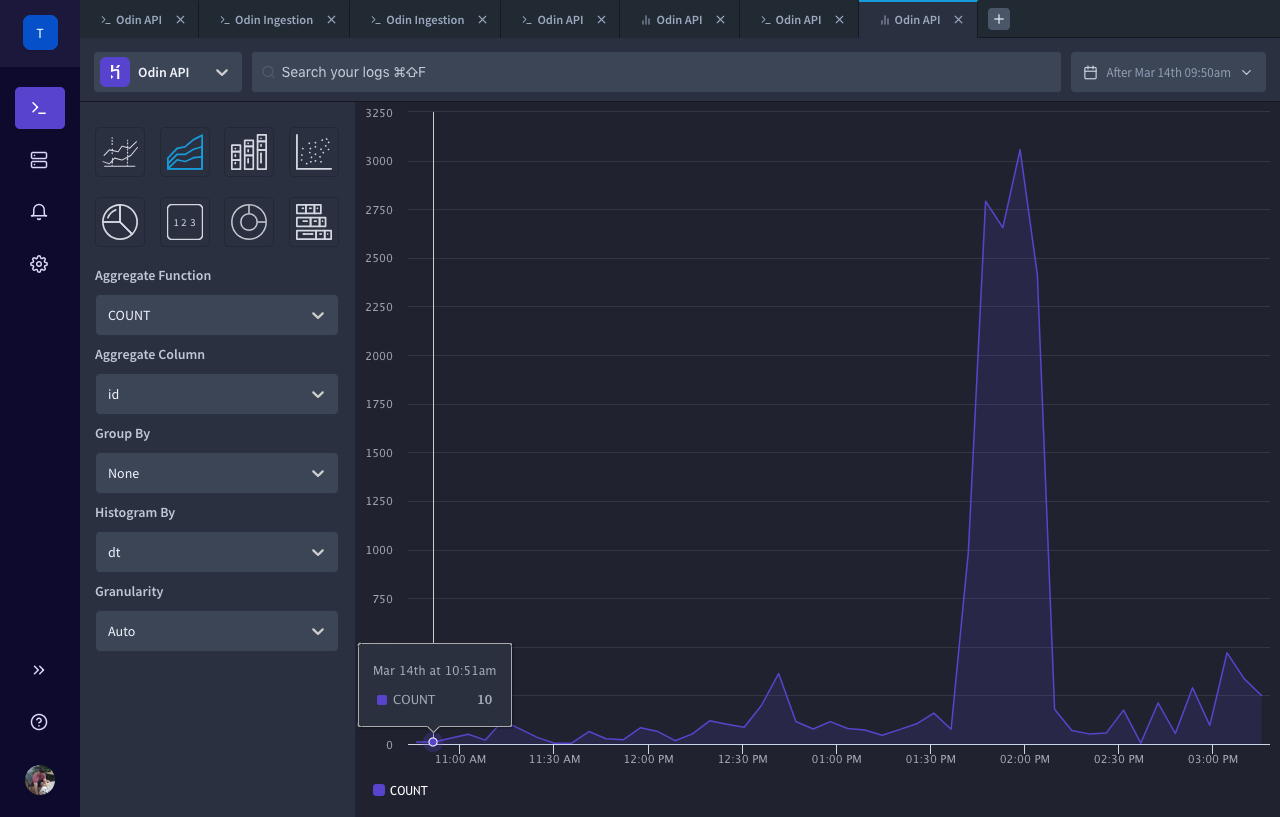 T
Odin API
Odin Ingestion
Odin Ingestion
Odin API
Odin API
Odin API
Odin API
Odin API
Search your logs ⌘⇧F
After Mar 14th 09:50am
1 2 3
Aggregate Function
COUNT
Aggregate Column
id
Group By
None
Histogram By
dt
Granularity
Auto
3250
3000
2750
2500
2250
2000
1750
1500
1250
1000
750
0
Mar 14th at 10:51am
COUNT 10
11:00 AM 11:30 AM 12:00 PM 12:30 PM 01:00 PM 01:30 PM 02:00 PM 02:30 PM 03:00 PM
COUNT